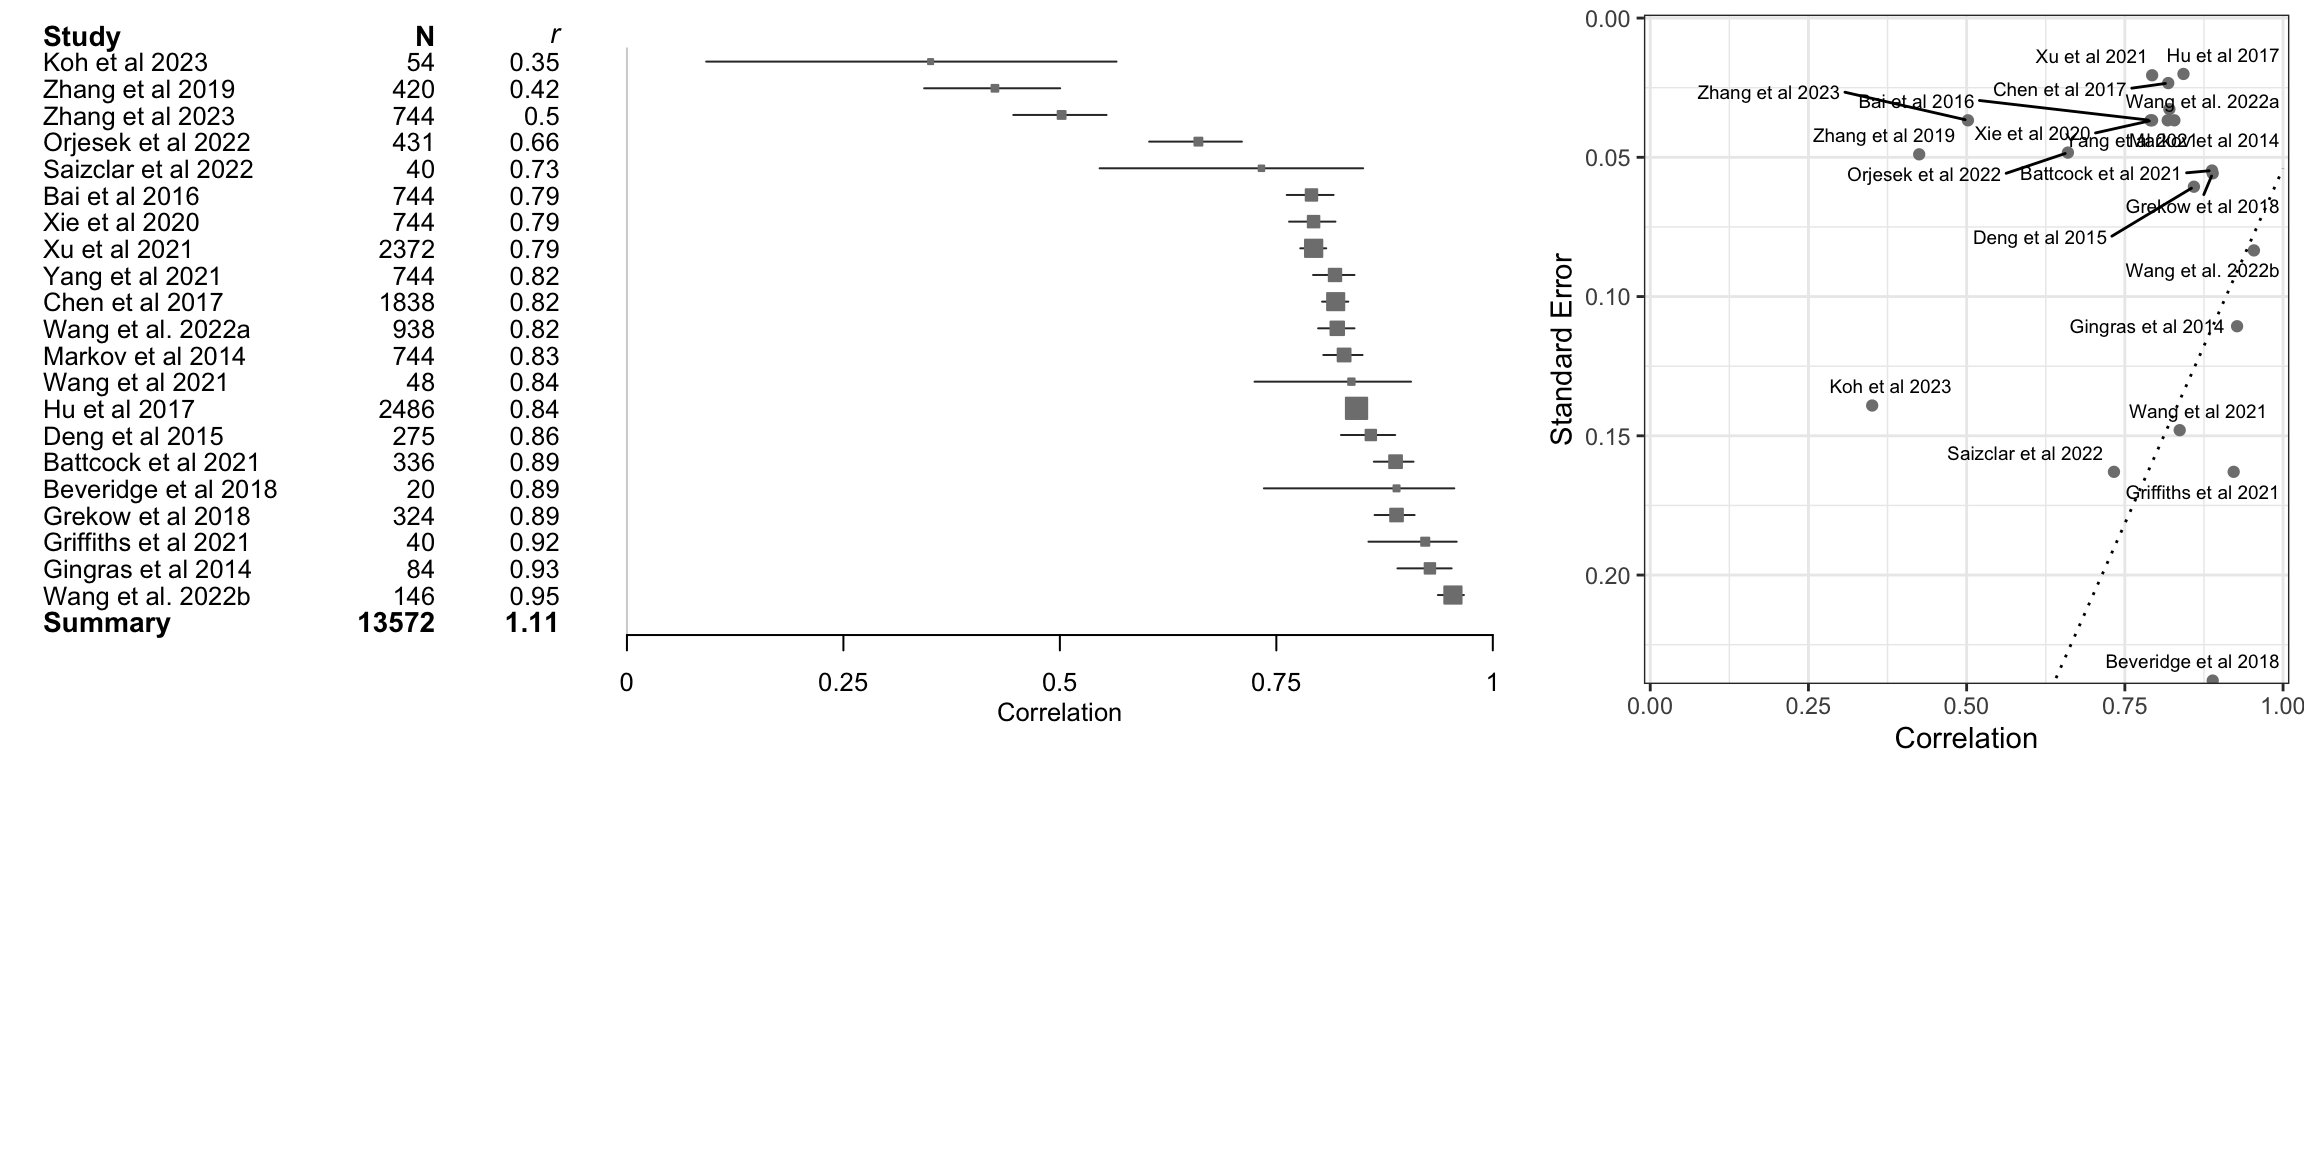 Study N r
Koh et al 2023 54 0.35
Zhang et al 2019 420 0.42
Zhang et al 2023 744 0.5
Orjesek et al 2022 431 0.66
Saizclar et al 2022 40 0.73
Bai et al 2016 744 0.79
Xie et al 2020 744 0.79
Xu et al 2021 2372 0.79
Yang et al 2021 744 0.82
Chen et al 2017 1838 0.82
Wang et al. 2022a 938 0.82
Markov et al 2014 744 0.83
Wang et al 2021 48 0.84
Hu et al 2017 2486 0.84
Deng et al 2015 275 0.86
Battcock et al 2021 336 0.89
Beveridge et al 2018 20 0.89
Grekow et al 2018 324 0.89
Griffiths et al 2021 40 0.92
Gingras et al 2014 84 0.93
Wang et al. 2022b 146 0.95
Summary 13572 1.11
0 0.25 0.5 0.75 1
Correlation
Standard Error
0.00
0.05
0.10
0.15
0.20
Xu et al 2021
Hu et al 2017
Chen et al 2017
Zhang et al 2023
Bai et al 2016
Wang et al. 2022a
Zhang et al 2019
Xie et al 2020
Yang et al 2021
Markov et al 2014
Orjesek et al 2022
Battcock et al 2021
Grekow et al 2018
Deng et al 2015
Wang et al. 2022b
Gingras et al 2014
Koh et al 2023
Wang et al 2021
Saizclar et al 2022
Griffiths et al 2021
Beveridge et al 2018
0.00 0.25 0.50 0.75 1.00
Correlation